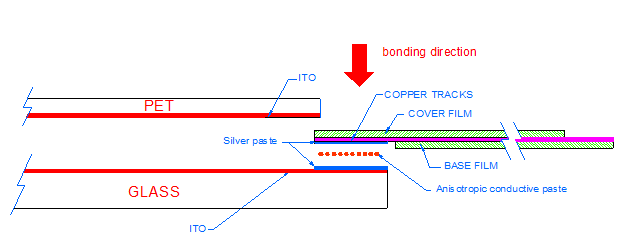 bonding direction
ITO
PET
COPPER TRACKS
COVER FILM
Silver paste
BASE FILM
GLASS
Anisotropic conductive paste
ITO